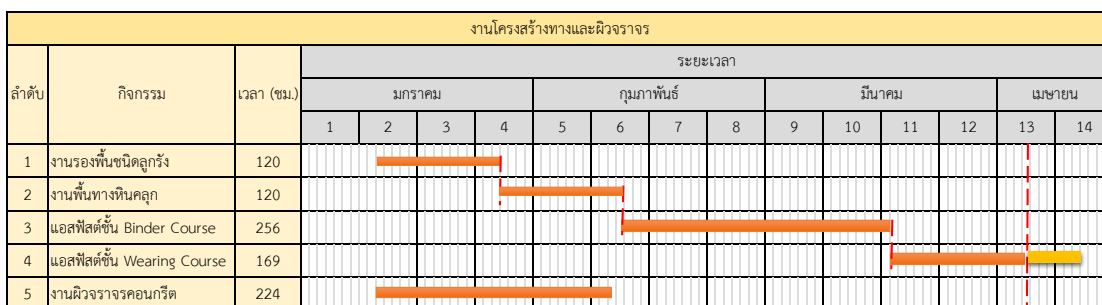 งานโครงสร้างทางและผิวจราจร
ระยะเวลา
ลำดับ กิจกรรม เวลา (ชม.) มกราคม กุมภาพันธ์ มีนาคม เมษายน
1 2 3 4 5 6 7 8 9 10 11 12 13 14
1 งานรองพื้นชนิดลูกรัง 120
2 งานพื้นทางหินคลุก 120
3 แอสฟัสต์ชั้น Binder Course 256
4 แอสฟัสต์ชั้น Wearing Course 169
5 งานผิวจราจรคอนกรีต 224